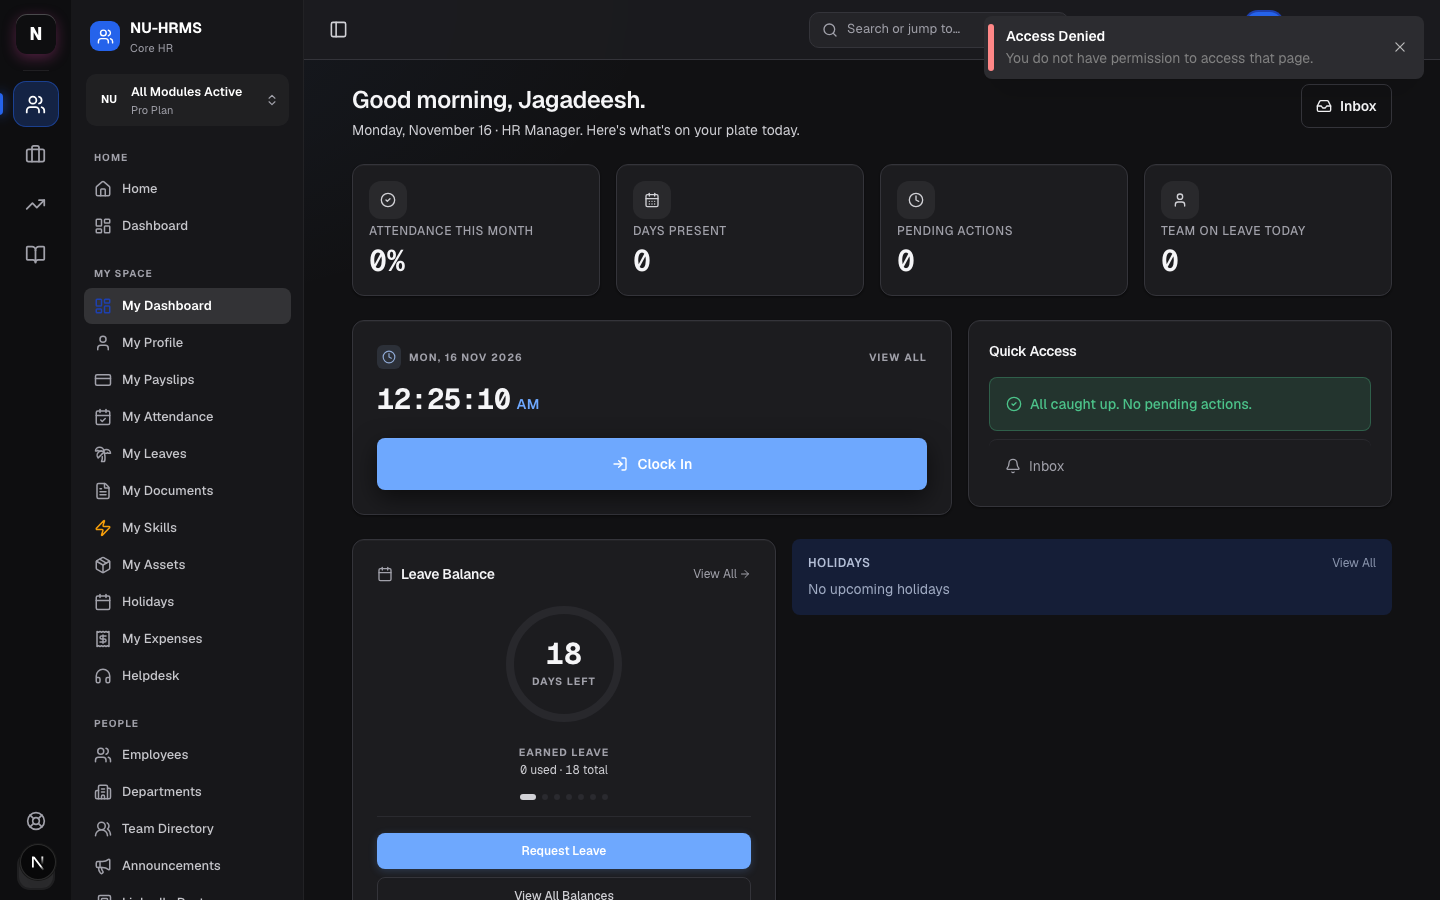 N
NU-HRMS
Core HR
NU
All Modules Active
Pro Plan
HOME
Home
Dashboard
MY SPACE
My Dashboard
My Profile
My Payslips
My Attendance
My Leaves
My Documents
My Skills
My Assets
Holidays
My Expenses
Helpdesk
PEOPLE
Employees
Departments
Team Directory
Announcements
N
Search or jump to...
Access Denied
You do not have permission to access that page.
Good morning, Jagadeesh.
Monday, November 16 · HR Manager. Here's what's on your plate today.
Inbox
ATTENDANCE THIS MONTH
0%
DAYS PRESENT
0
PENDING ACTIONS
0
TEAM ON LEAVE TODAY
0
MON, 16 NOV 2026
VIEW ALL
12:25:10 AM
Clock In
Quick Access
All caught up. No pending actions.
Inbox
Leave Balance
View All →
18
DAYS LEFT
EARNED LEAVE
0 used · 18 total
Request Leave
View All Balances
HOLIDAYS
View All
No upcoming holidays